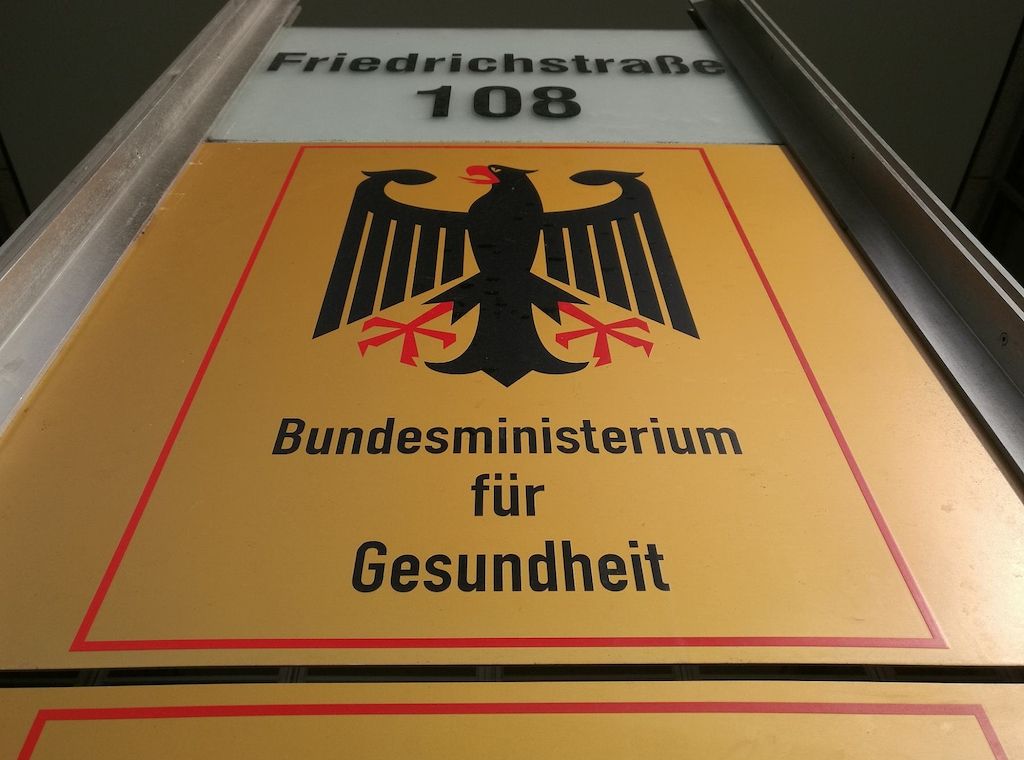 Friedrichstraße
108
Bundesministerium
für
Gesundheit